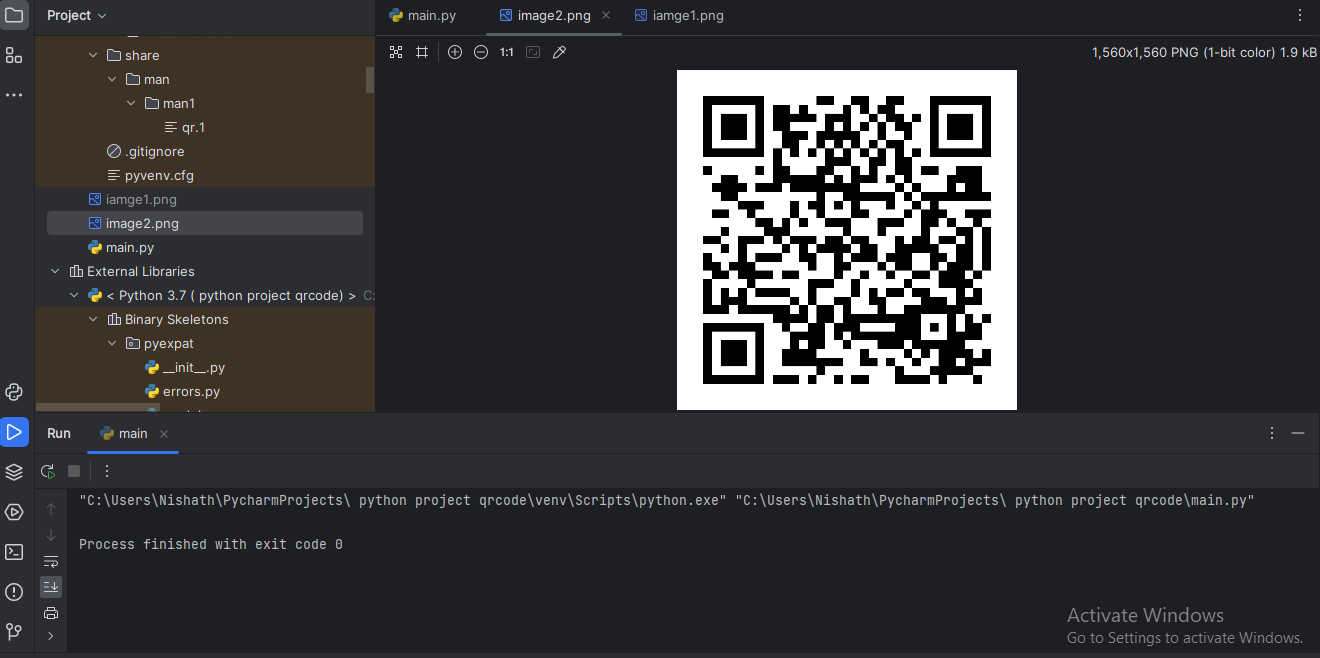 Project
main.py
image2.png
iamge1.png
1:1
1,560x1,560 PNG (1-bit color) 1.9 kB
share
man
man1
qr.1
.gitignore
pyvenv.cfg
iamge1.png
image2.png
main.py
External Libraries
< Python 3.7 ( python project qrcode) > C:
Binary Skeletons
pyexpat
__init__.py
errors.py
Run
main
"C:\Users\Nishath\PycharmProjects\ python project qrcode\venv\Scripts\python.exe" "C:\Users\Nishath\PycharmProjects\ python project qrcode\main.py"
Process finished with exit code 0
Activate Windows
Go to Settings to activate Windows.